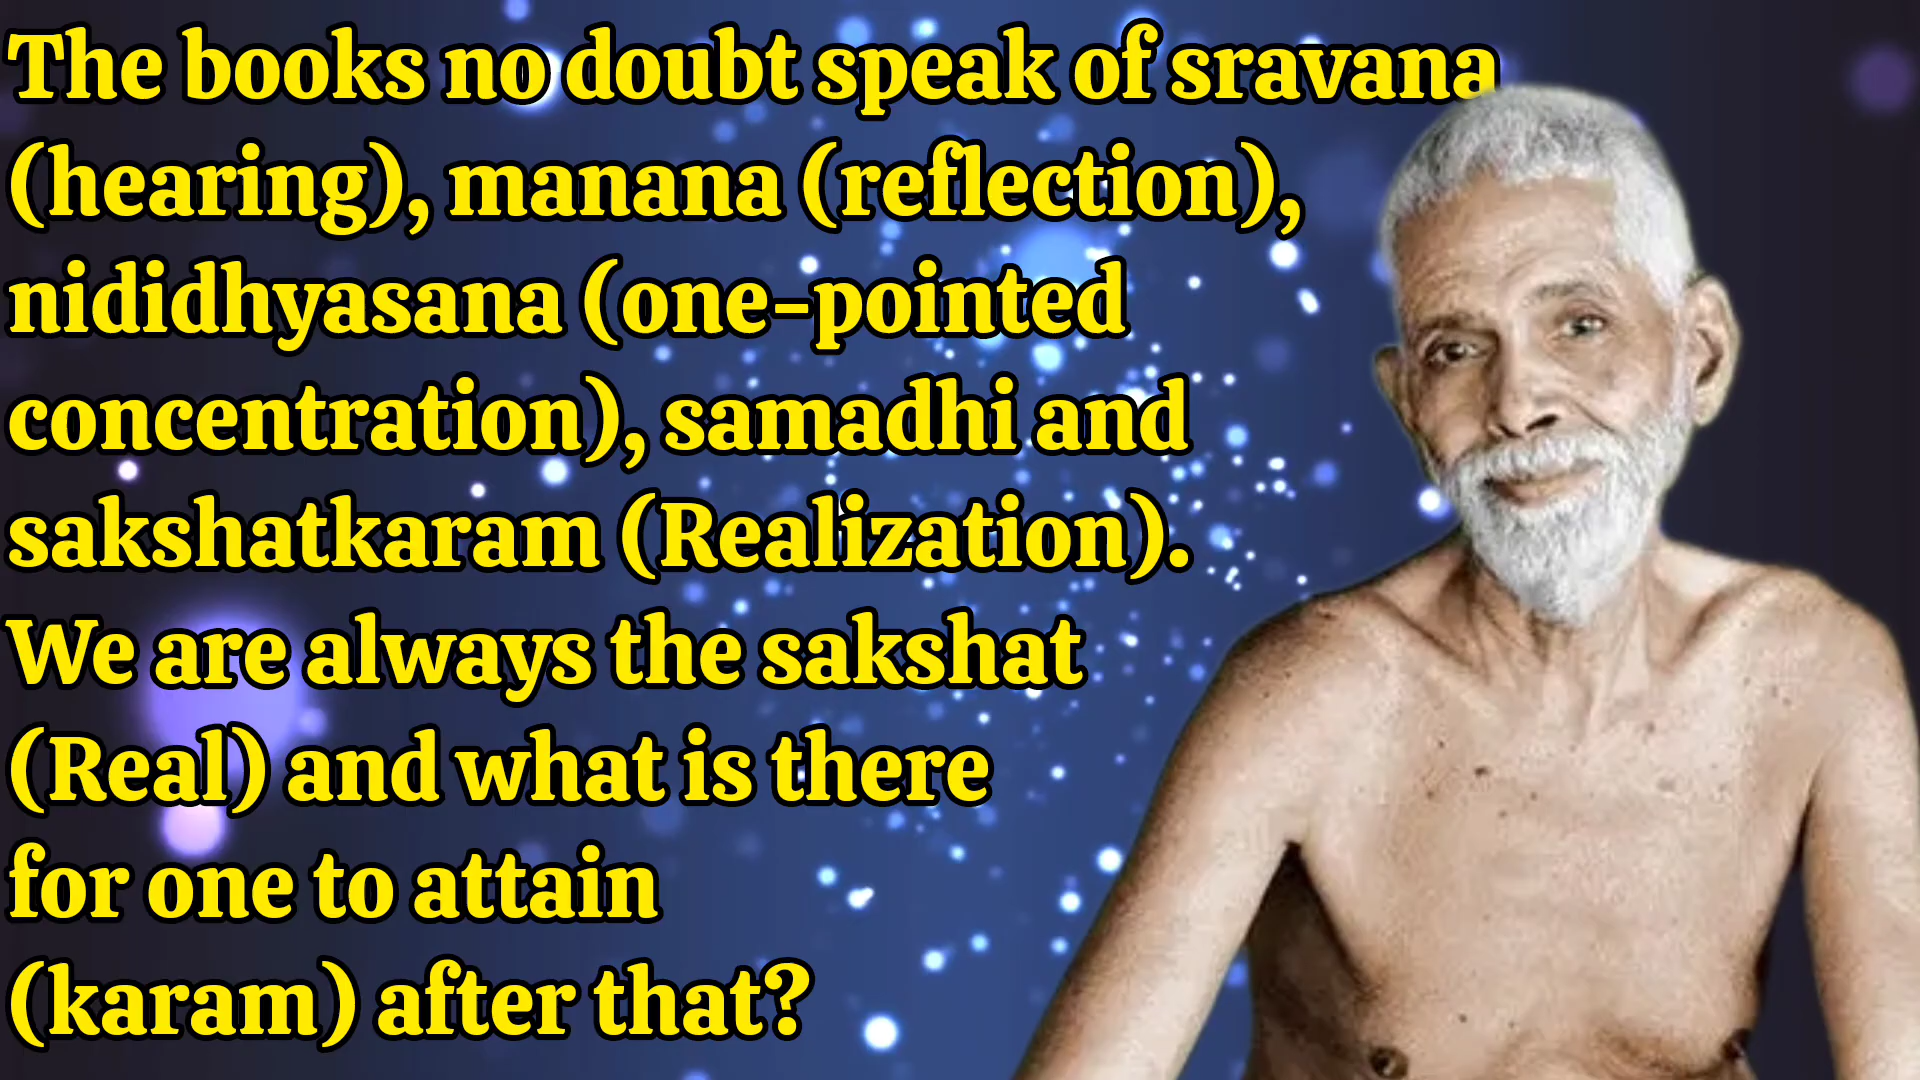 The books no doubt speak of sravana
(hearing), manana (reflection),
nididhyasana (one-pointed
concentration), samadhi and
sakshatkaram (Realization).
We are always the sakshat
(Real) and what is there
for one to attain
(karam) after that?